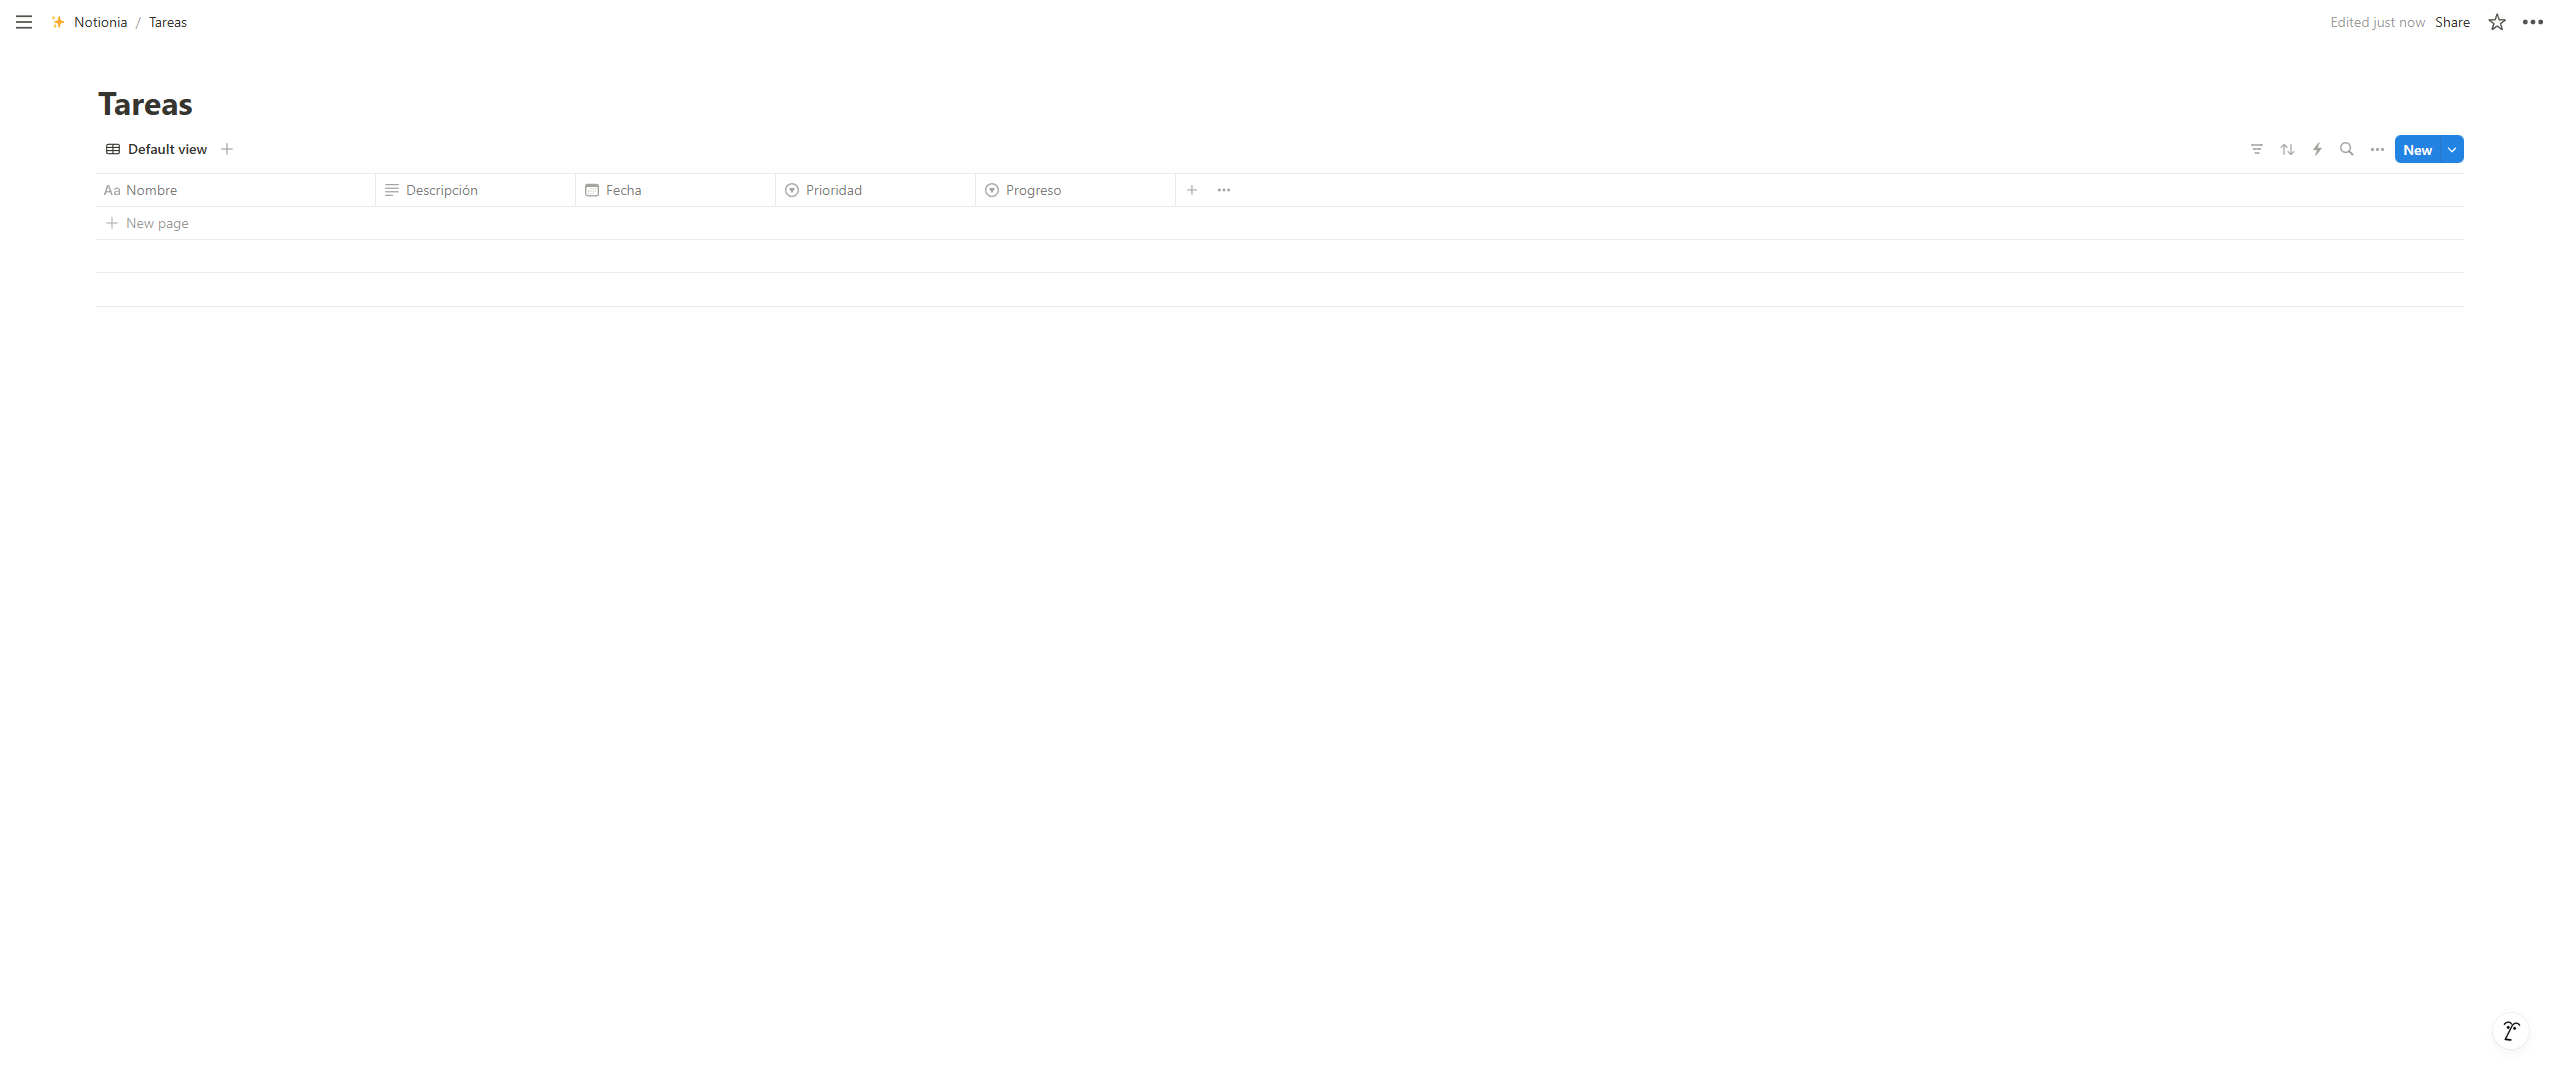 Notionia / Tareas
Edited just now Share
Tareas
Default view
New
Aa Nombre Descripción Fecha Prioridad Progreso
New page